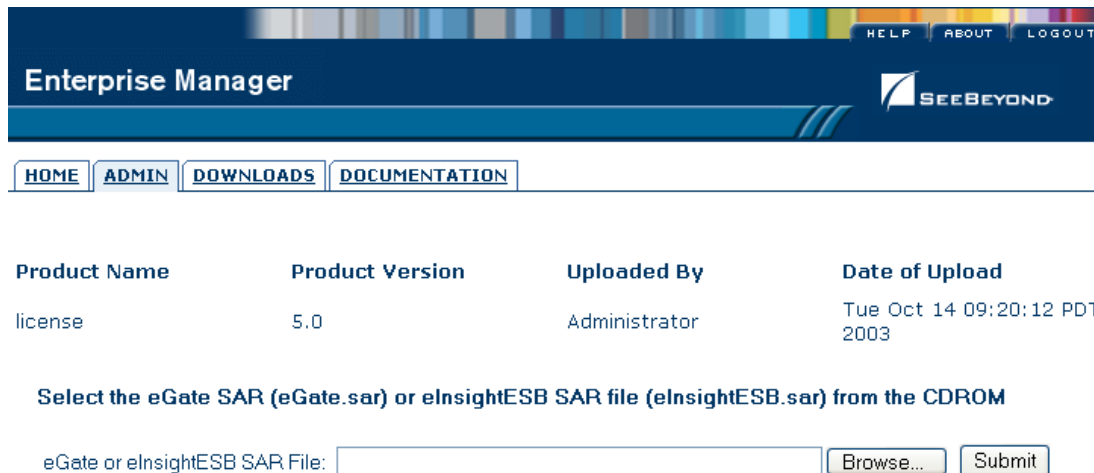 HELP ABOUT LOGOUT
Enterprise Manager
SEEBEYOND
HOME ADMIN DOWNLOADS DOCUMENTATION
Product Name Product Version Uploaded By Date of Upload
license 5.0 Administrator Tue Oct 14 09:20:12 PDT
2003
Select the eGate SAR (eGate.sar) or eInsightESB SAR file (eInsightESB.sar) from the CDROM
eGate or eInsightESB SAR File: Browse... Submit